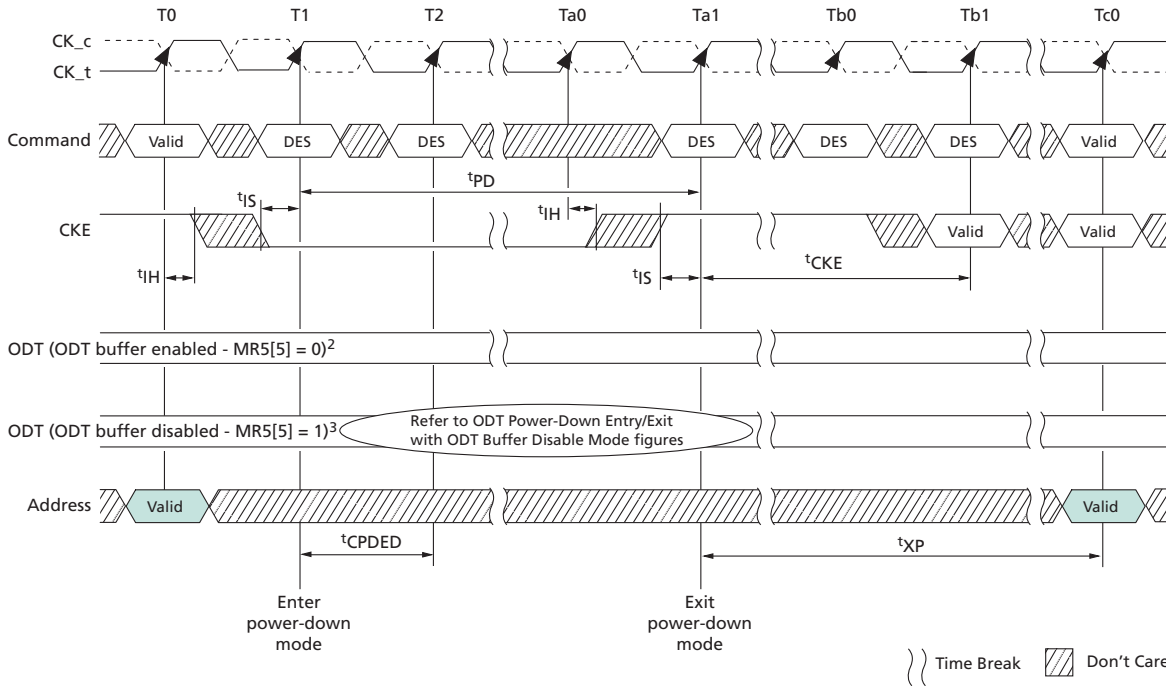 T0 T1 T2 Ta0 Ta1 Tb0 Tb1 Tc0
CK_c
CK_t
Command Valid DES DES DES DES DES Valid
tPD
tIS
tIH
CKE Valid Valid
tIH
tIS
tCKE
ODT (ODT buffer enabled - MR5[5] = 0)2
ODT (ODT buffer disabled - MR5[5] = 1)3
Refer to ODT Power-Down Entry/Exit
with ODT Buffer Disable Mode figures
Address Valid Valid
tCPDED
tXP
Enter
power-down
mode
Exit
power-down
mode
Time Break
Don't Care